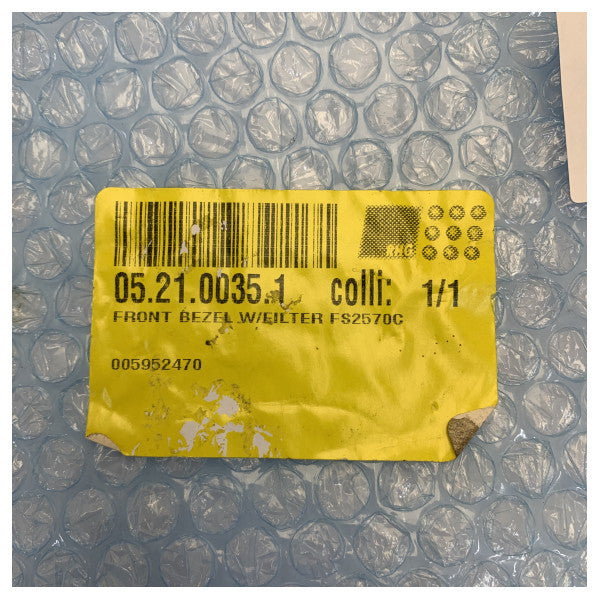 05.21.0035.1 colli: 1/1
FRONT BEZEL W/FILTER FS2570C
005952470